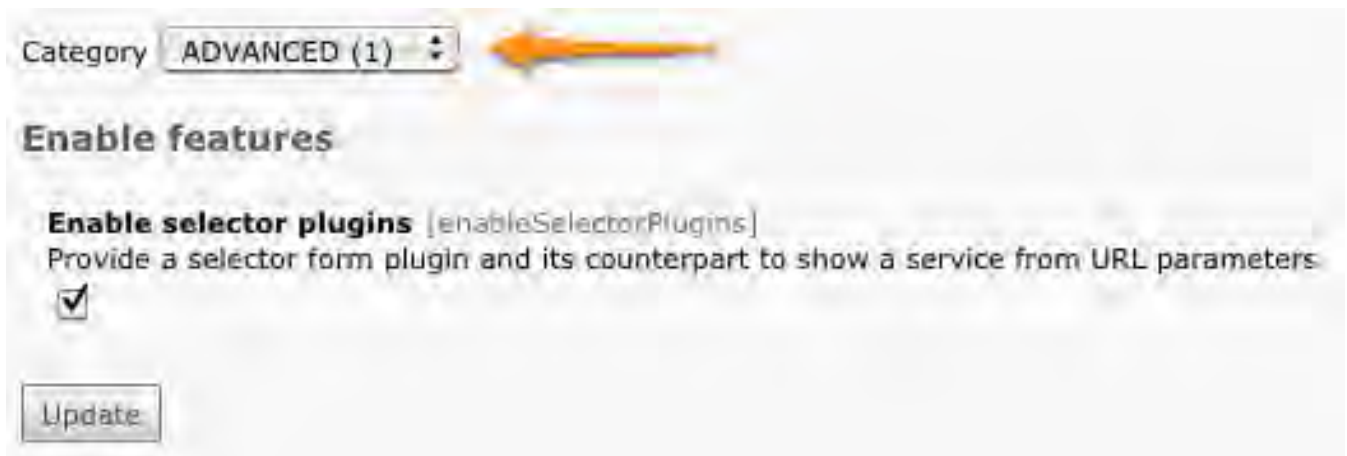 Category ADVANCED (1)
Enable features
Enable selector plugins [enableSelectorPlugins]
Provide a selector form plugin and its counterpart to show a service from URL parameters
Update